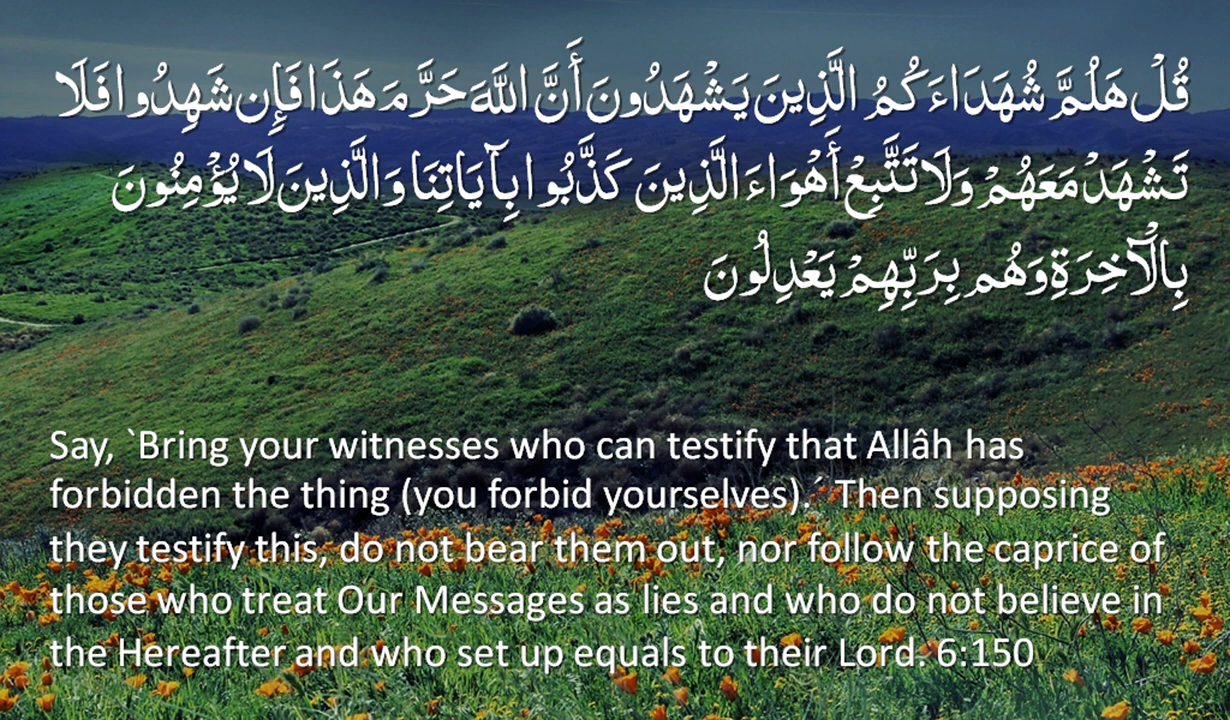 قُلْ هَلُمَّ شُهَدَاءَكُمُ الَّذِينَ يَشْهَدُونَ أَنَّ اللَّهَ حَرَّمَ هَذَا فَإِن شَهِدُوا فَلَا
تَشْهَدْ مَعَهُمْ وَلَا تَتَّبِعْ أَهْوَاءَ الَّذِينَ كَذَّبُوا بِآيَاتِنَا وَالَّذِينَ لَا يُؤْمِنُونَ
بِالْآخِرَةِ وَهُم بِرَبِّهِمْ يَعْدِلُونَ
Say, `Bring your witnesses who can testify that Allâh has
forbidden the thing (you forbid yourselves).´ Then supposing
they testify this, do not bear them out, nor follow the caprice of
those who treat Our Messages as lies and who do not believe in
the Hereafter and who set up equals to their Lord. 6:150